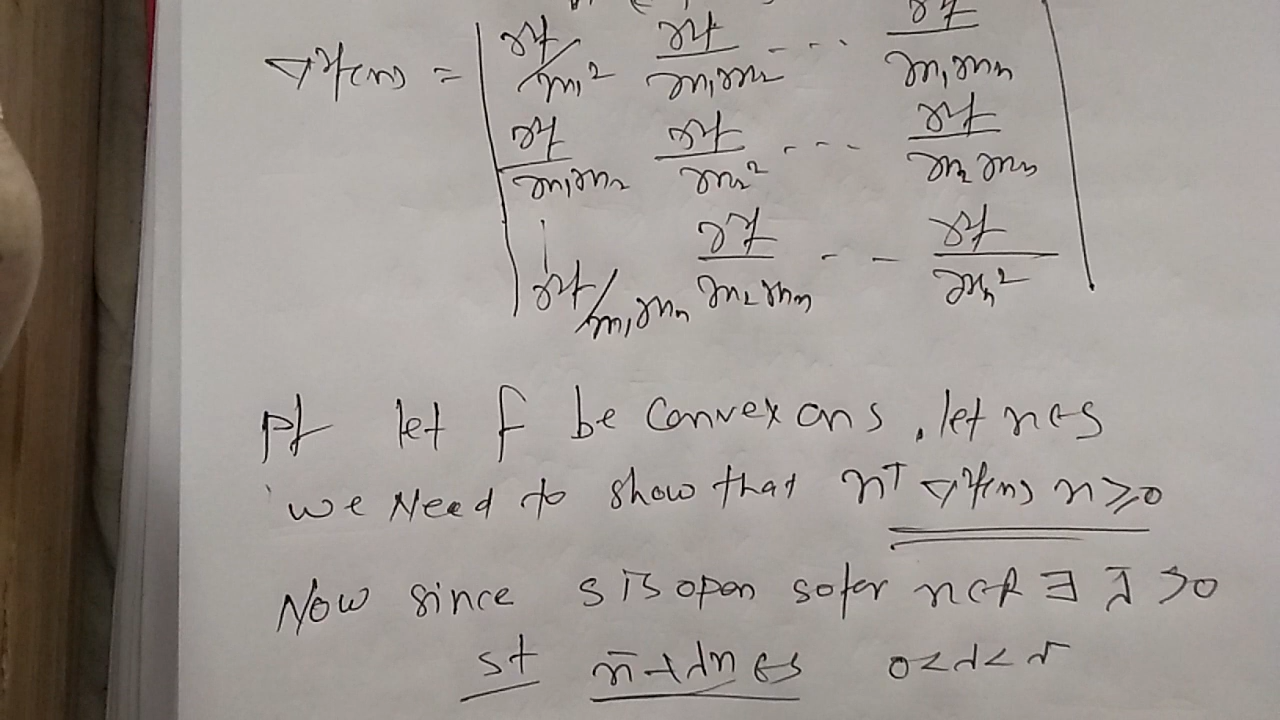 ∇²f(x) = | ∂²f/∂x₁² ∂²f/∂x₁∂x₂ --- ∂²f/∂x₁∂xₙ |
∂²f/∂x₁∂x₂ ∂²f/∂x₂² --- ∂²f/∂x₂∂xₙ
∂²f/∂x₁∂xₙ ∂²f/∂x₂∂xₙ -- ∂²f/∂xₙ²
Pf let f be convex on S, let x∈S
we Need to show that xᵀ ∇²f(x) x ≥ 0
Now since S is open so for x∈R ∃ λ̄ > 0
st x̄+λx ∈ S 0<λ<λ̄